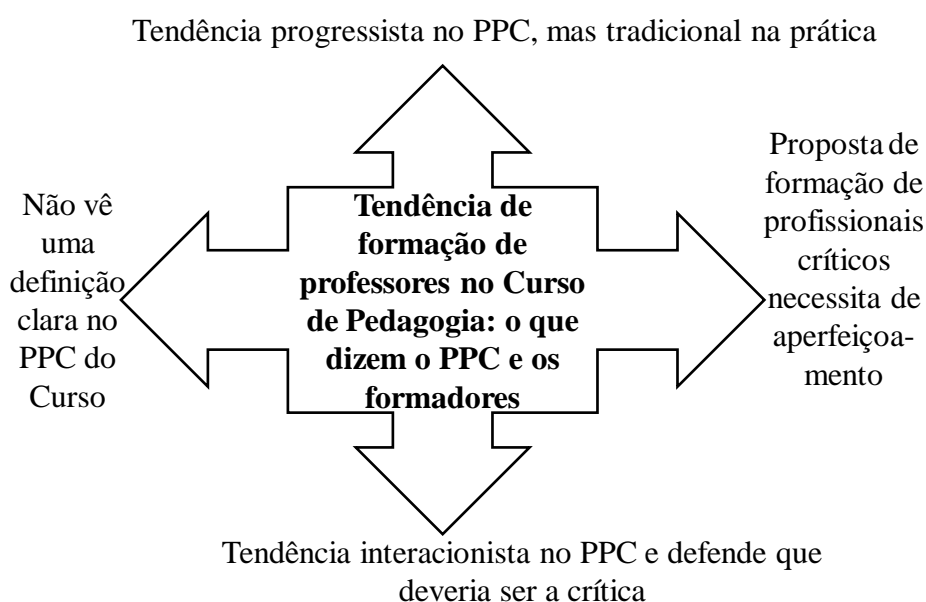 Tendência progressista no PPC, mas tradicional na prática
Não vê
uma
definição
clara no
PPC do
Curso
Tendência de
formação de
professores no Curso
de Pedagogia: o que
dizem o PPC e os
formadores
Proposta de
formação de
profissionais
críticos
necessita de
aperfeiçoa-
mento
Tendência interacionista no PPC e defende que
deveria ser a crítica